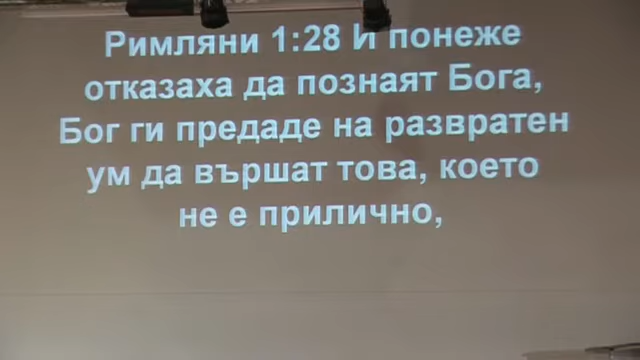 Римляни 1:28 И понеже
отказаха да познаят Бога,
Бог ги предаде на развратен
ум да вършат това, което
не е прилично,